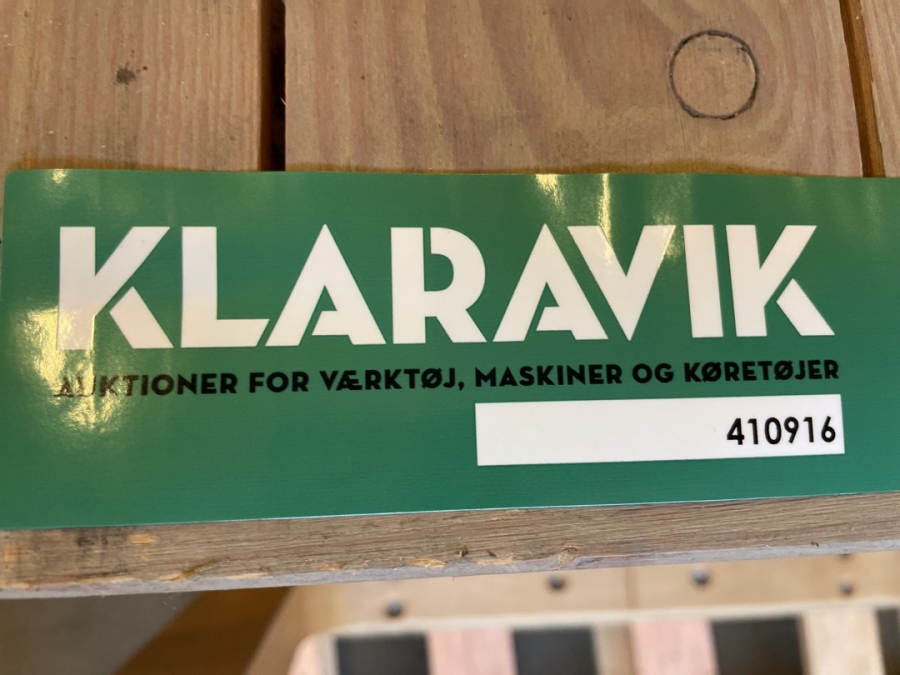 KLARAVIK
AUKTIONER FOR VÆRKTØJ, MASKINER OG KØRETØJER
410916